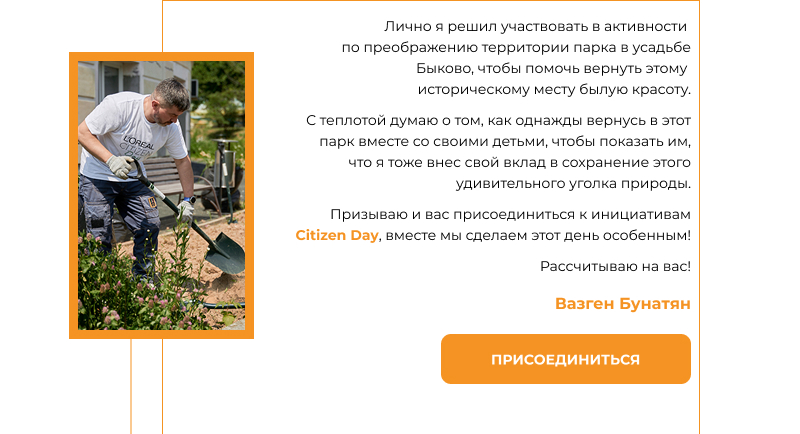 Лично я решил участвовать в активности
по преображению территории парка в усадьбе
Быково, чтобы помочь вернуть этому
историческому месту былую красоту.
С теплотой думаю о том, как однажды вернусь в этот
парк вместе со своими детьми, чтобы показать им,
что я тоже внес свой вклад в сохранение этого
удивительного уголка природы.
Призываю и вас присоединиться к инициативам
Citizen Day, вместе мы сделаем этот день особенным!
Рассчитываю на вас!
Вазген Бунатян
ПРИСОЕДИНИТЬСЯ
L'ORÉAL
CITIZEN